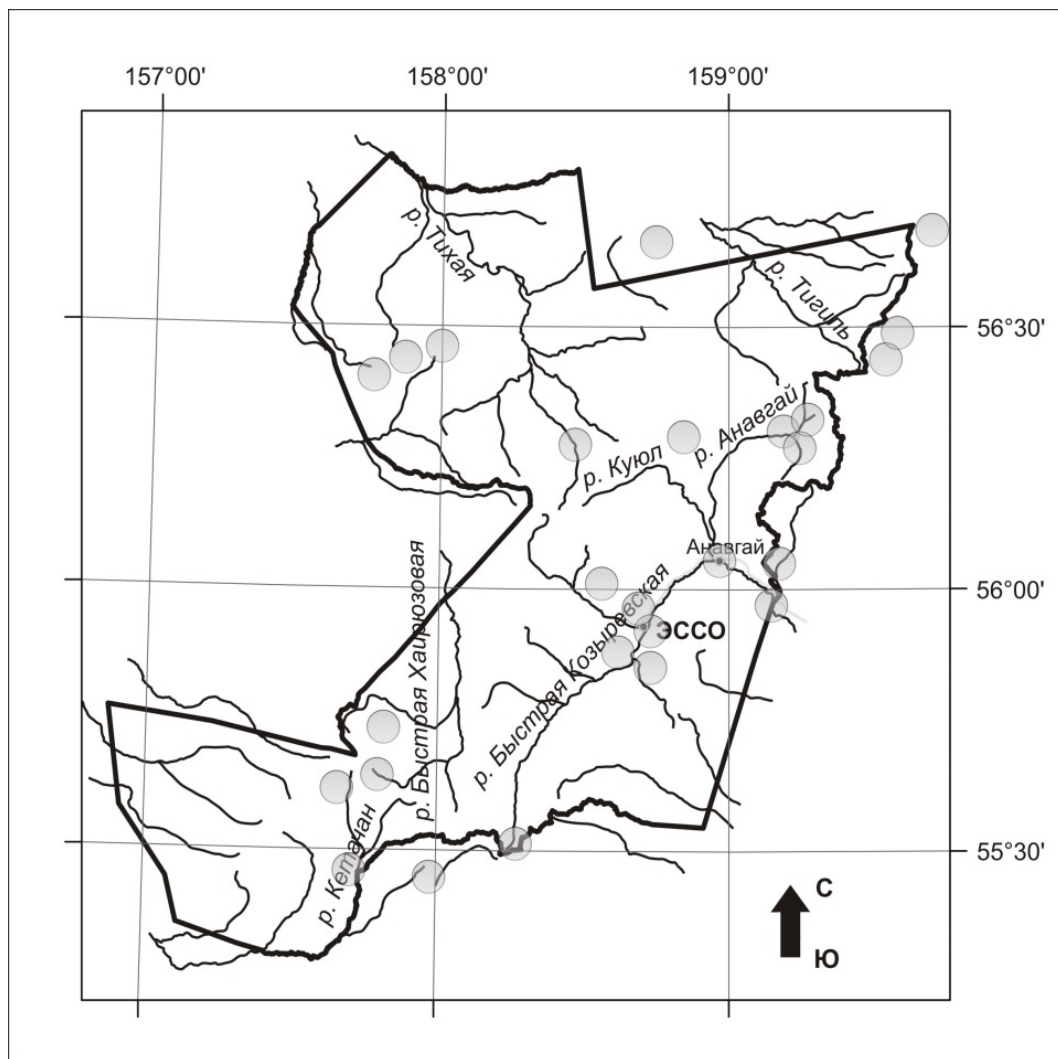 157°00'
158°00'
159°00'
р. Тихая
р. Тигиль
56°30'
р. Анавгай
р. Куюл
Анавгай
56°00'
ЭССО
р. Быстрая Хайрюзовая
р. Быстрая Козыревская
р. Кетачан
55°30'
С
Ю